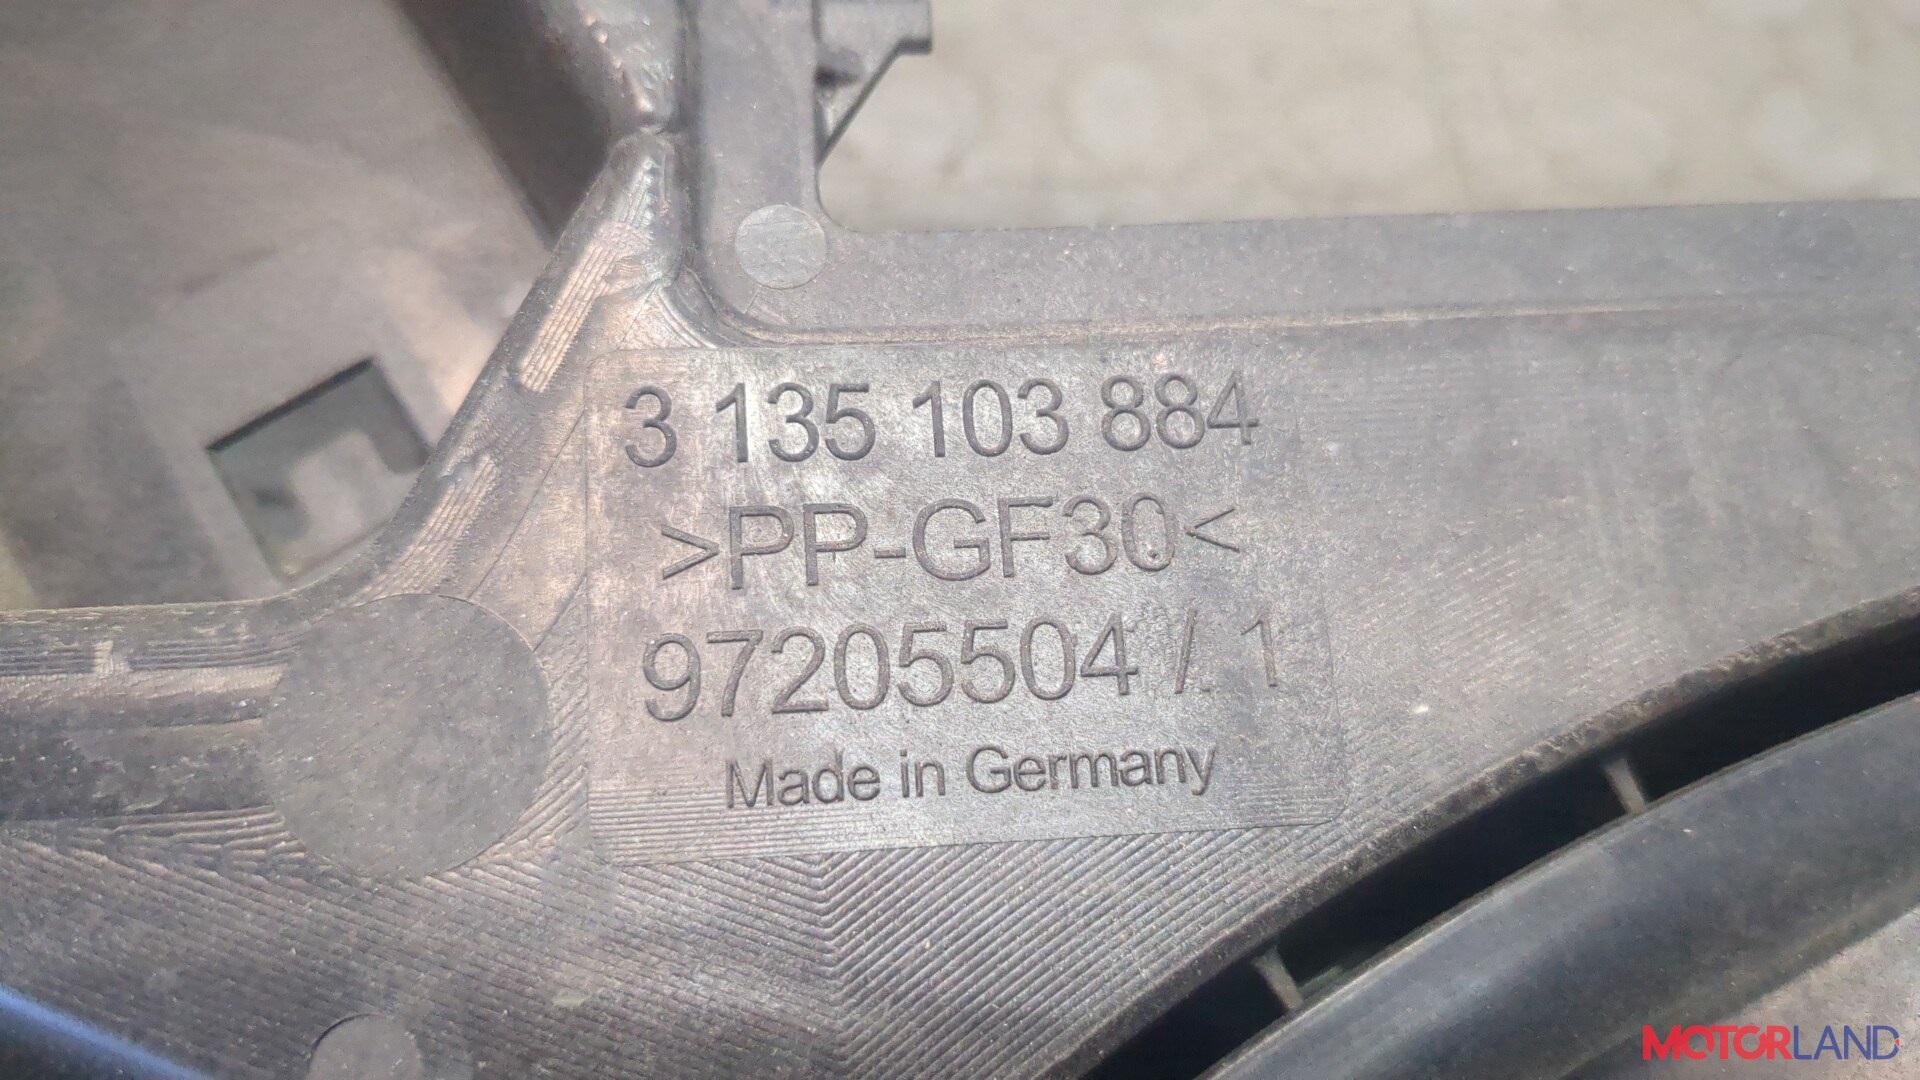 3 135 103 884
>PP-GF30<
97205504 / 1
Made in Germany
MOTORLAND